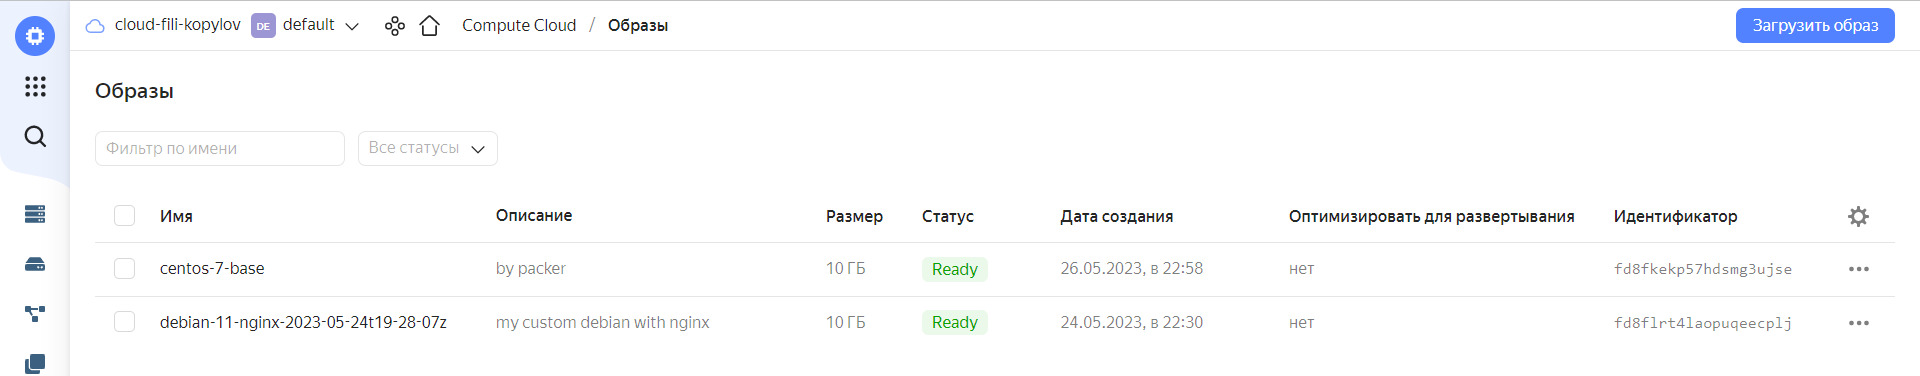 cloud-fili-kopylov DE default Compute Cloud / Образы Загрузить образ
Образы
Фильтр по имени Все статусы
Имя Описание Размер Статус Дата создания Оптимизировать для развертывания Идентификатор
centos-7-base by packer 10 ГБ Ready 26.05.2023, в 22:58 нет fd8fkekp57hdsmg3ujse
debian-11-nginx-2023-05-24t19-28-07z my custom debian with nginx 10 ГБ Ready 24.05.2023, в 22:30 нет fd8flrt4laopuqeecplj